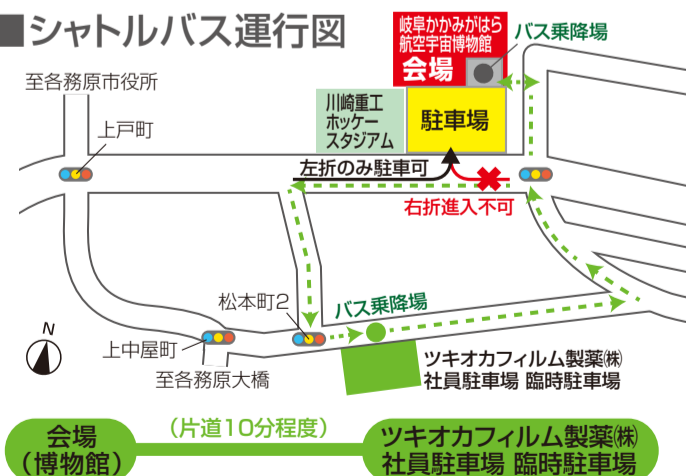 ■シャトルバス運行図
岐阜かかみがはら
航空宇宙博物館
会場
バス乗降場
至各務原市役所
上戸町
川崎重工
ホッケー
スタジアム
駐車場
左折のみ駐車可
右折進入不可
松本町2
バス乗降場
N
上中屋町
至各務原大橋
ツキオカフィルム製薬㈱
社員駐車場 臨時駐車場
会場
(博物館)
(片道10分程度)
ツキオカフィルム製薬㈱
社員駐車場 臨時駐車場